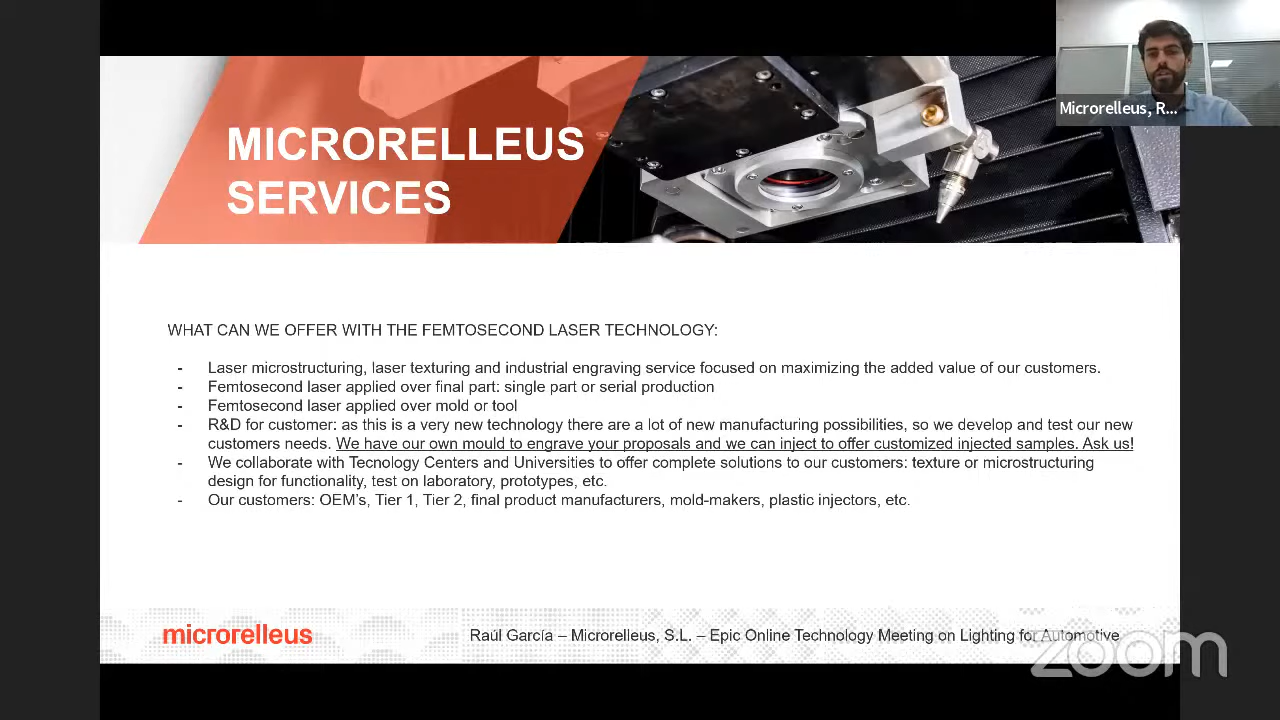 MICRORELLEUS
SERVICES
Microrelleus, R...
WHAT CAN WE OFFER WITH THE FEMTOSECOND LASER TECHNOLOGY:
- Laser microstructuring, laser texturing and industrial engraving service focused on maximizing the added value of our customers.
- Femtosecond laser applied over final part: single part or serial production
- Femtosecond laser applied over mold or tool
- R&D for customer: as this is a very new technology there are a lot of new manufacturing possibilities, so we develop and test our new
customers needs. We have our own mould to engrave your proposals and we can inject to offer customized injected samples. Ask us!
- We collaborate with Tecnology Centers and Universities to offer complete solutions to our customers: texture or microstructuring
design for functionality, test on laboratory, prototypes, etc.
- Our customers: OEM's, Tier 1, Tier 2, final product manufacturers, mold-makers, plastic injectors, etc.
microrelleus
Raúl García – Microrelleus, S.L. – Epic Online Technology Meeting on Lighting for Automotive
zoom